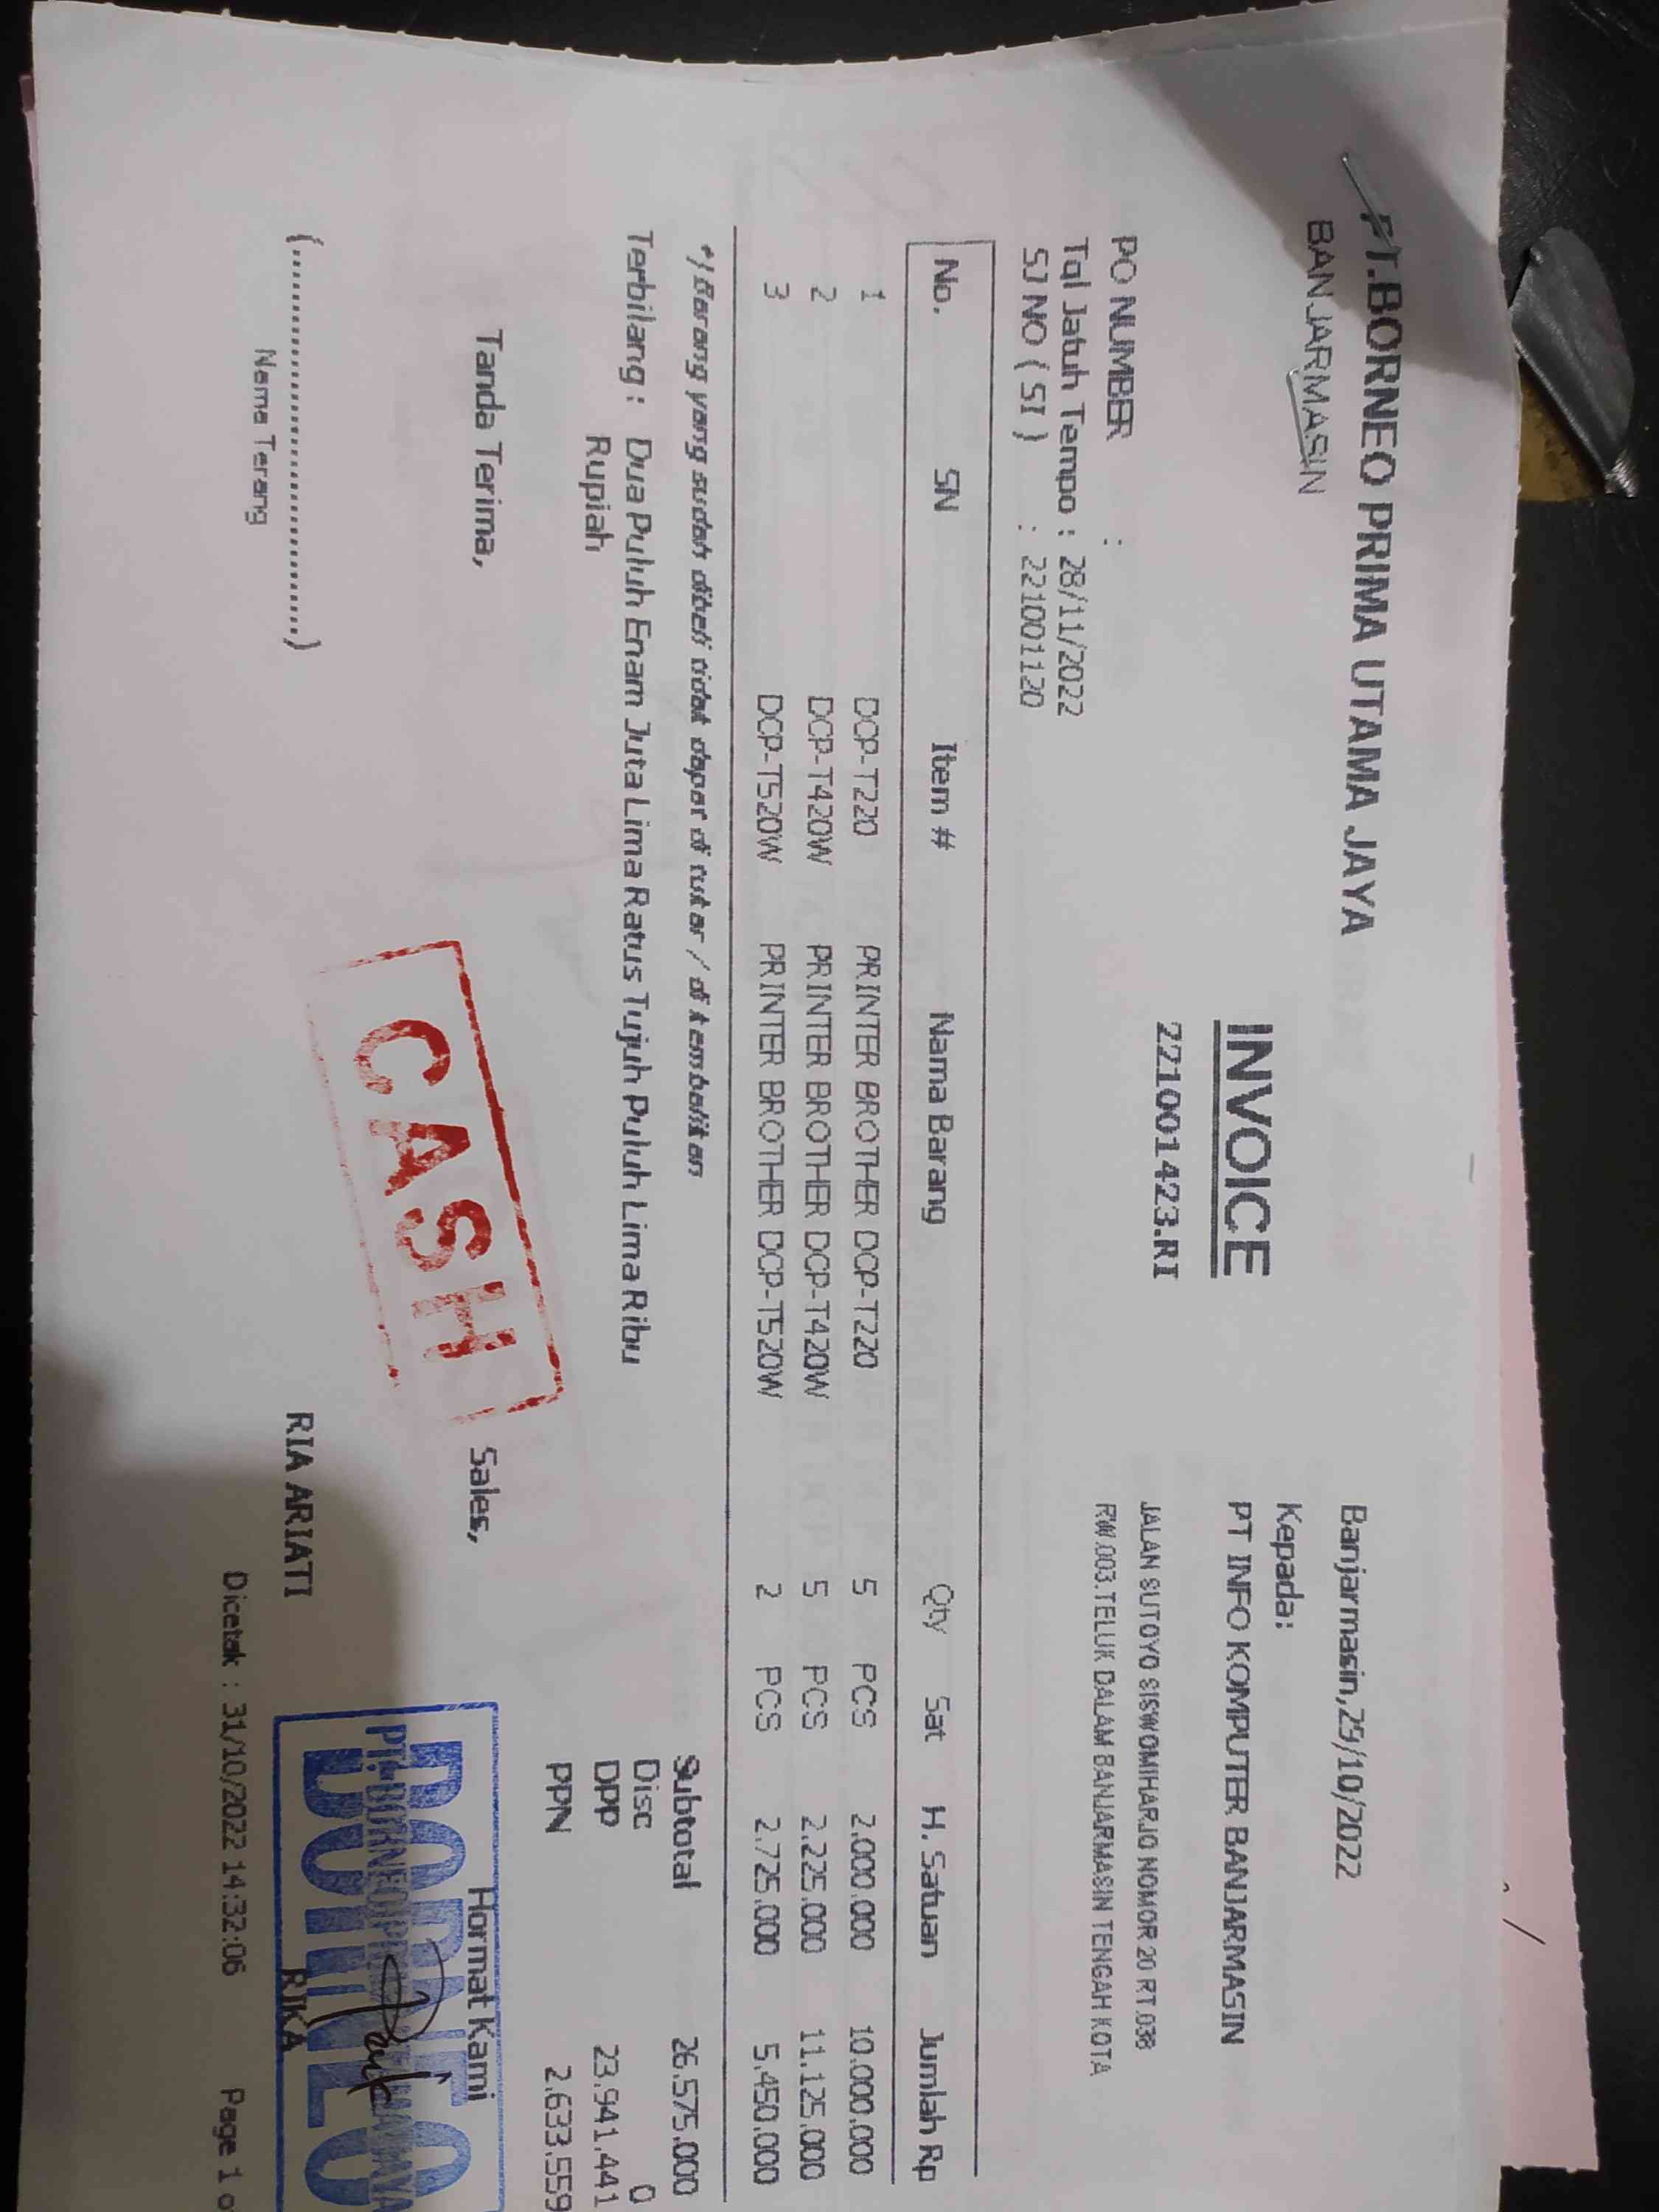 PT.BORNEO PRIMA UTAMA JAYA
BANJARMASIN
Banjarmasin,29/10/2022
Kepada:
PT INFO KOMPUTER BANJARMASIN
JALAN SUTOYO SISWOMIHARJO NOMOR 20 RT.038
RW.003.TELUK DALAM BANJARMASIN TENGAH KOTA
INVOICE
221001423.RI
PO NUMBER :
Tgl Jatuh Tempo : 28/11/2022
SJ NO ( SI ) : 221001120
No. SN Item # Nama Barang Qty Sat H. Satuan Jumlah Rp
1 DCP-T220 PRINTER BROTHER DCP-T220 5 PCS 2.000.000 10.000.000
2 DCP-T420W PRINTER BROTHER DCP-T420W 5 PCS 2.225.000 11.125.000
3 DCP-T520W PRINTER BROTHER DCP-T520W 2 PCS 2.725.000 5.450.000
*) Barang yang sudah dibeli tidak dapat di tukar / di kembalikan
Terbilang : Dua Puluh Enam Juta Lima Ratus Tujuh Puluh Lima Ribu
Rupiah
Subtotal 26.575.000
Disc 0
DPP 23.941.441
PPN 2.633.559
Tanda Terima,
Sales,
Hormat Kami
CASH
BORNEO
PT.BORNEO PRIMA UTAMA JAYA
(..............................)
Nama Terang
RIA ARIATI
RIKA
Dicetak : 31/10/2022 14:32:06 Page 1